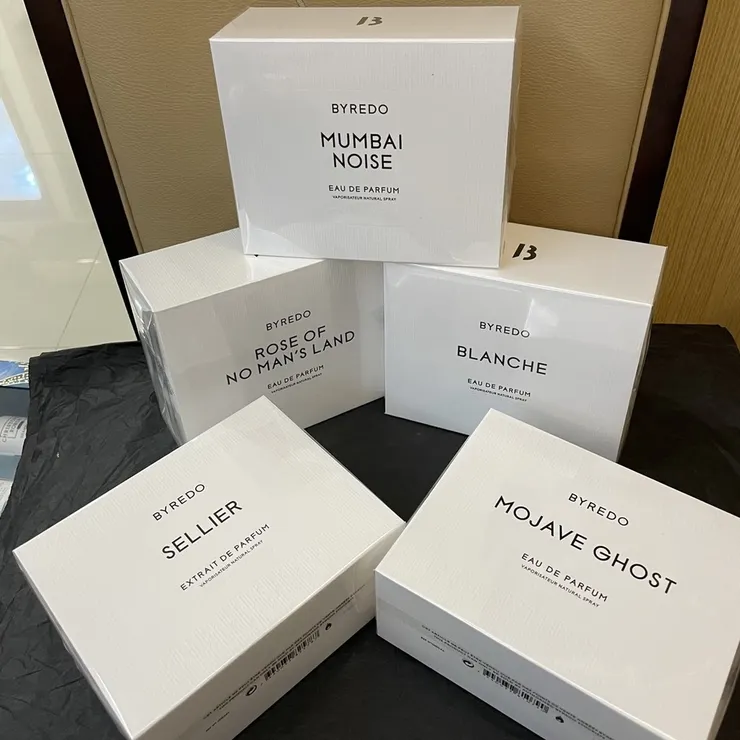 B
BYREDO
MUMBAI
NOISE
EAU DE PARFUM
VAPORISATEUR NATURAL SPRAY
BYREDO
ROSE OF
NO MAN'S LAND
EAU DE PARFUM
VAPORISATEUR NATURAL SPRAY
B
BYREDO
BLANCHE
EAU DE PARFUM
VAPORISATEUR NATURAL SPRAY
BYREDO
SELLIER
EXTRAIT DE PARFUM
VAPORISATEUR NATURAL SPRAY
BYREDO
MOJAVE GHOST
EAU DE PARFUM
VAPORISATEUR NATURAL SPRAY